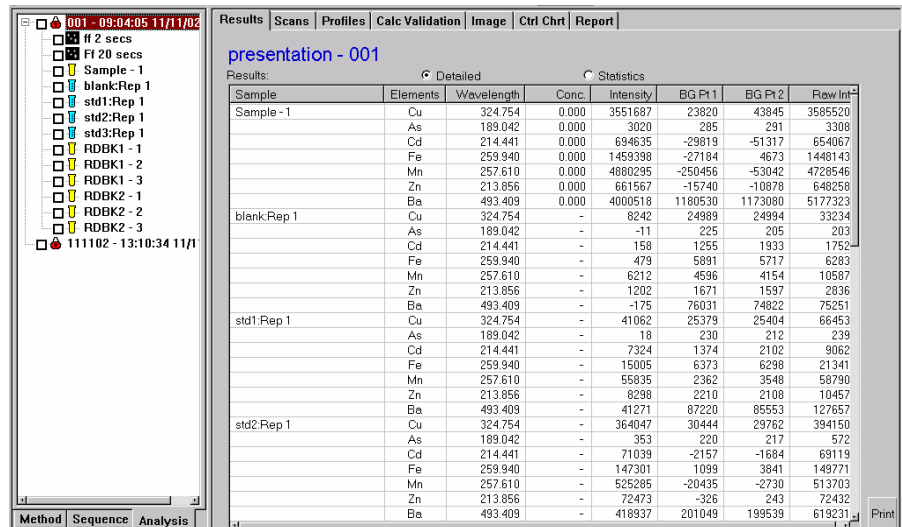 001 - 09:04:05 11/11/02
ff 2 secs
Ff 20 secs
Sample - 1
blank:Rep 1
std1:Rep 1
std2:Rep 1
std3:Rep 1
RDBK1 - 1
RDBK1 - 2
RDBK1 - 3
RDBK2 - 1
RDBK2 - 2
RDBK2 - 3
111102 - 13:10:34 11/1
Method Sequence Analysis
Results Scans Profiles Calc Validation Image Ctrl Chrt Report
presentation - 001
Results: Detailed Statistics
Sample Elements Wavelength Conc. Intensity BG Pt 1 BG Pt 2 Raw Int
Sample - 1 Cu 324.754 0.000 3551687 23820 43845 3585520
As 189.042 0.000 3020 285 291 3308
Cd 214.441 0.000 694635 -29819 -51317 654067
Fe 259.940 0.000 1459398 -27184 4673 1448143
Mn 257.610 0.000 4880295 -250456 -53042 4728546
Zn 213.856 0.000 661567 -15740 -10878 648258
Ba 493.409 0.000 4000518 1180530 1173080 5177323
blank:Rep 1 Cu 324.754 - 8242 24989 24994 33234
As 189.042 - -11 225 205 203
Cd 214.441 - 158 1255 1933 1752
Fe 259.940 - 479 5891 5717 6283
Mn 257.610 - 6212 4596 4154 10587
Zn 213.856 - 1202 1671 1597 2836
Ba 493.409 - -175 76031 74822 75251
std1:Rep 1 Cu 324.754 - 41062 25379 25404 66453
As 189.042 - 18 230 212 239
Cd 214.441 - 7324 1374 2102 9062
Fe 259.940 - 15005 6373 6298 21341
Mn 257.610 - 55835 2362 3548 58790
Zn 213.856 - 8298 2210 2108 10457
Ba 493.409 - 41271 87220 85553 127657
std2:Rep 1 Cu 324.754 - 364047 30444 29762 394150
As 189.042 - 353 220 217 572
Cd 214.441 - 71039 -2157 -1684 69119
Fe 259.940 - 147301 1099 3841 149771
Mn 257.610 - 525285 -20435 -2730 513703
Zn 213.856 - 72473 -326 243 72432
Ba 493.409 - 418937 201049 199539 619231
Print